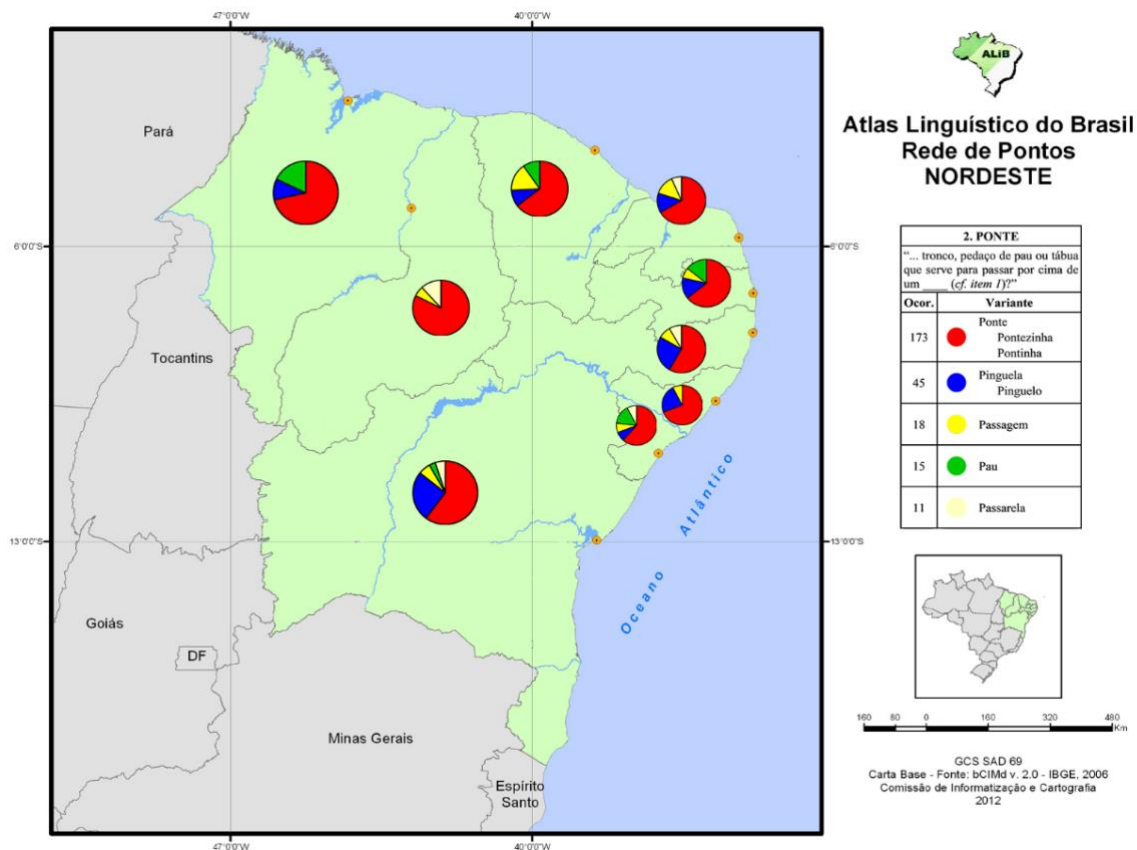 47°0'0"W
40°0'0"W
Pará
Tocantins
Goiás
DF
Minas Gerais
Espírito
Santo
Oceano Atlântico
6°0'0"S
6°0'0"S
13°0'0"S
13°0'0"S
47°0'0"W
40°0'0"W
ALiB
Atlas Linguístico do Brasil
Rede de Pontos
NORDESTE
2. PONTE
“... tronco, pedaço de pau ou tábua
que serve para passar por cima de
um ____ (cf. item 1)?”
Ocor. Variante
173 Ponte
Pontezinha
Pontinha
45 Pinguela
Pinguelo
18 Passagem
15 Pau
11 Passarela
160 80 0 160 320 480
Km
GCS SAD 69
Carta Base - Fonte: bCIMd v. 2.0 - IBGE, 2006
Comissão de Informatização e Cartografia
2012